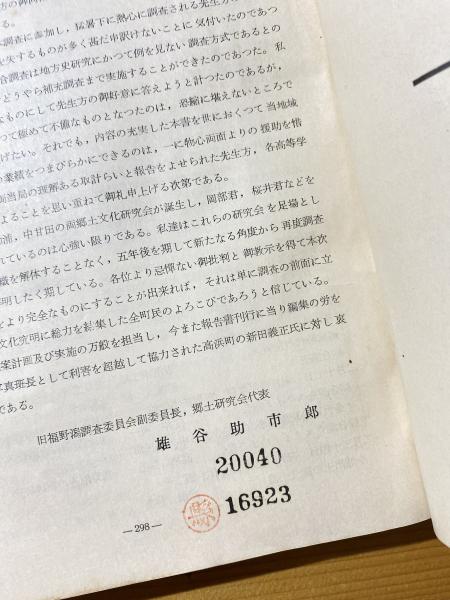 調査に参加し，猛暑下に熱心に調査される先生方
失するものが多く甚だ申訳けないことに 気付いたのであつ
合調査は地方史研究にかつて例を見ない 調査方式であるとの
どうやら補充調査まで実施することができたのであつた。 私
なものにして先生方の御好意に答えようと計つたのであるが，
つて極めて不備なものとなつたのは， 恐縮に堪えないところで
げたい。それでも，内容の充実した本書を世におくつて 当地域
の業績をつまびらかにできるのは，一に物心両面よりの 援助を惜
面当局の理解ある取計らいと報告をよせられた先生方， 各高等学
よることを思い重ねて御礼申上げる次第である。
浦，中甘田の両郷土文化研究会が誕生し，岡部君， 桜井君などを
れているのは心強い限りである。私達はこれらの研究会 を足場とし
織を解体することなく，五年後を期して新たなる角度から 再度調査
明したく期している。各位より忌憚ない御批判と 御教示を得て本次
をより完全なものにすることが出来れば， それは単に調査の前面に立
文化究明に総力を結集した全町民のよろこびであろうと信じている。
案計画及び実施の万般を担当し， 今また報告書刊行に当り編集の労を
真班長として利害を超越して協力された高浜町の新田義正氏に対し 衷
である。
旧福野潟調査委員会副委員長，郷土研究会代表
雄谷助市郎
20040
16923
—298—